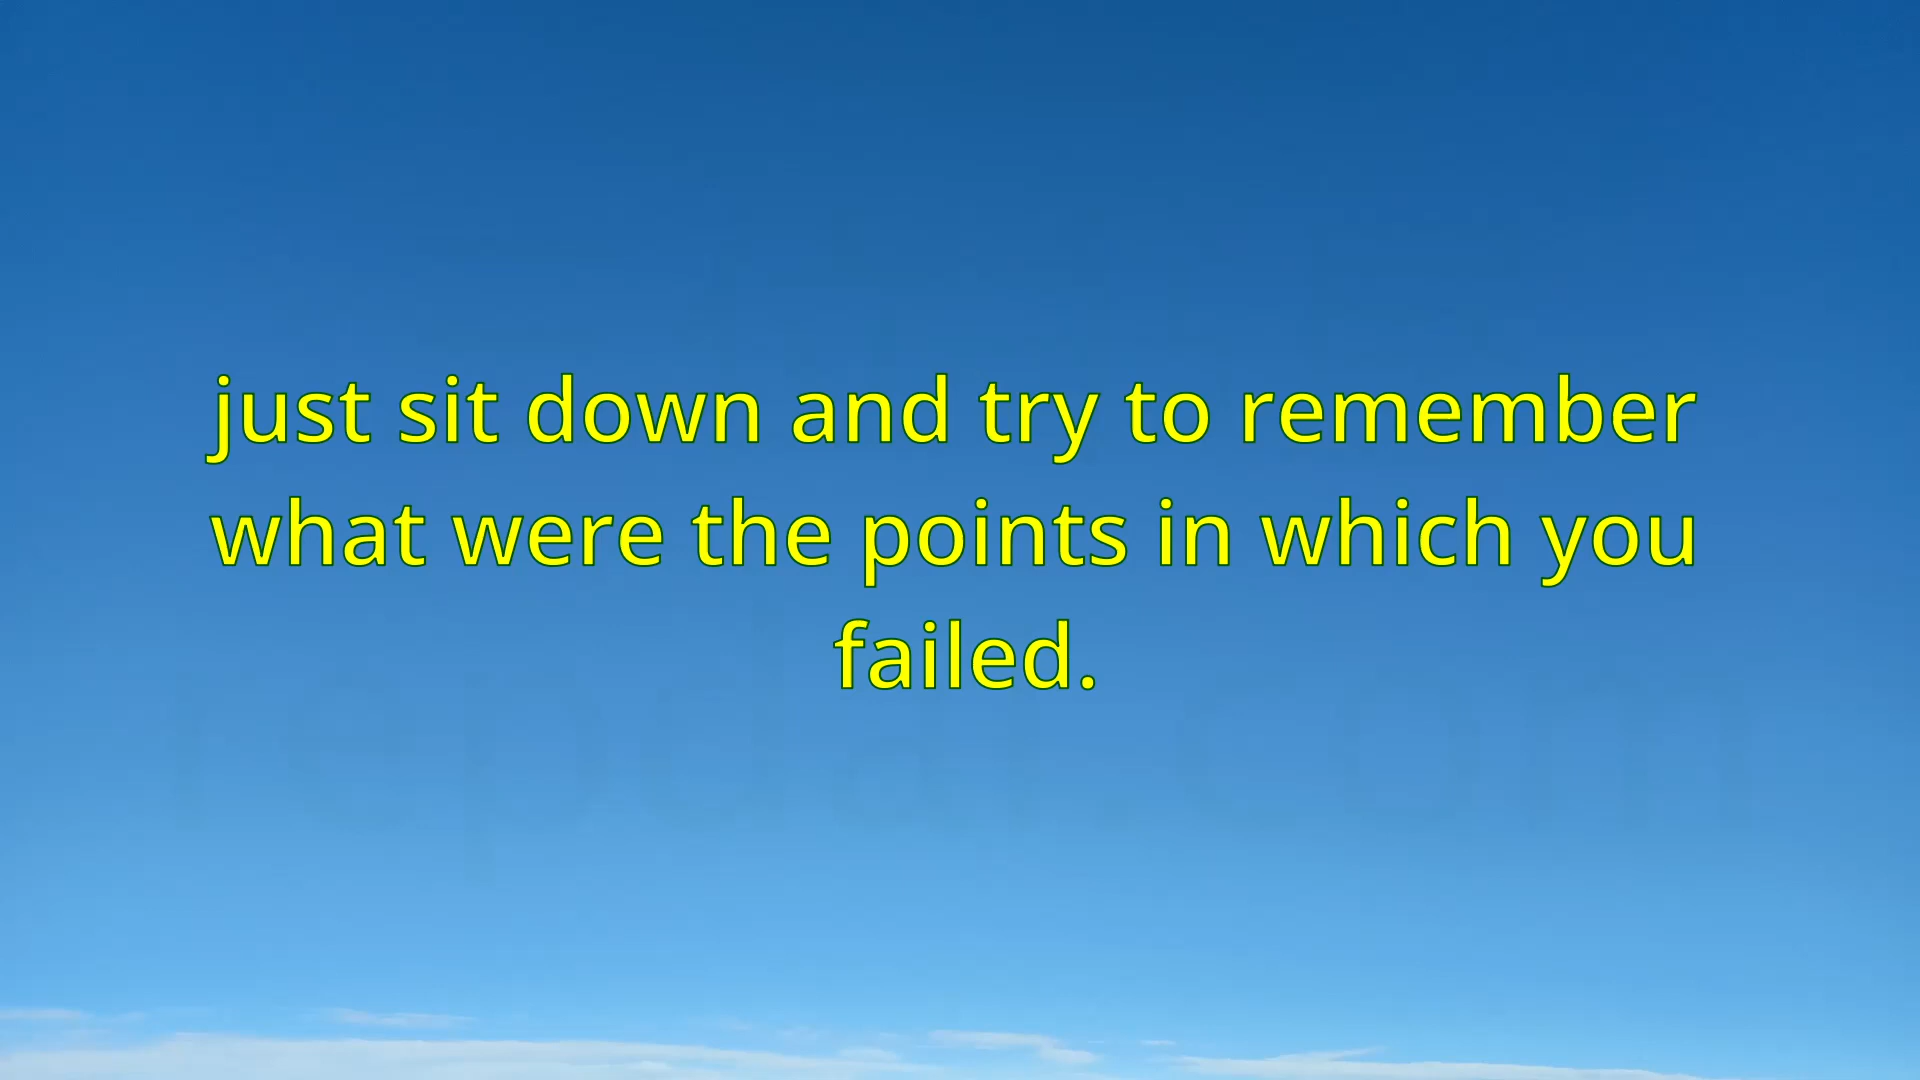 just sit down and try to remember
what were the points in which you
failed.